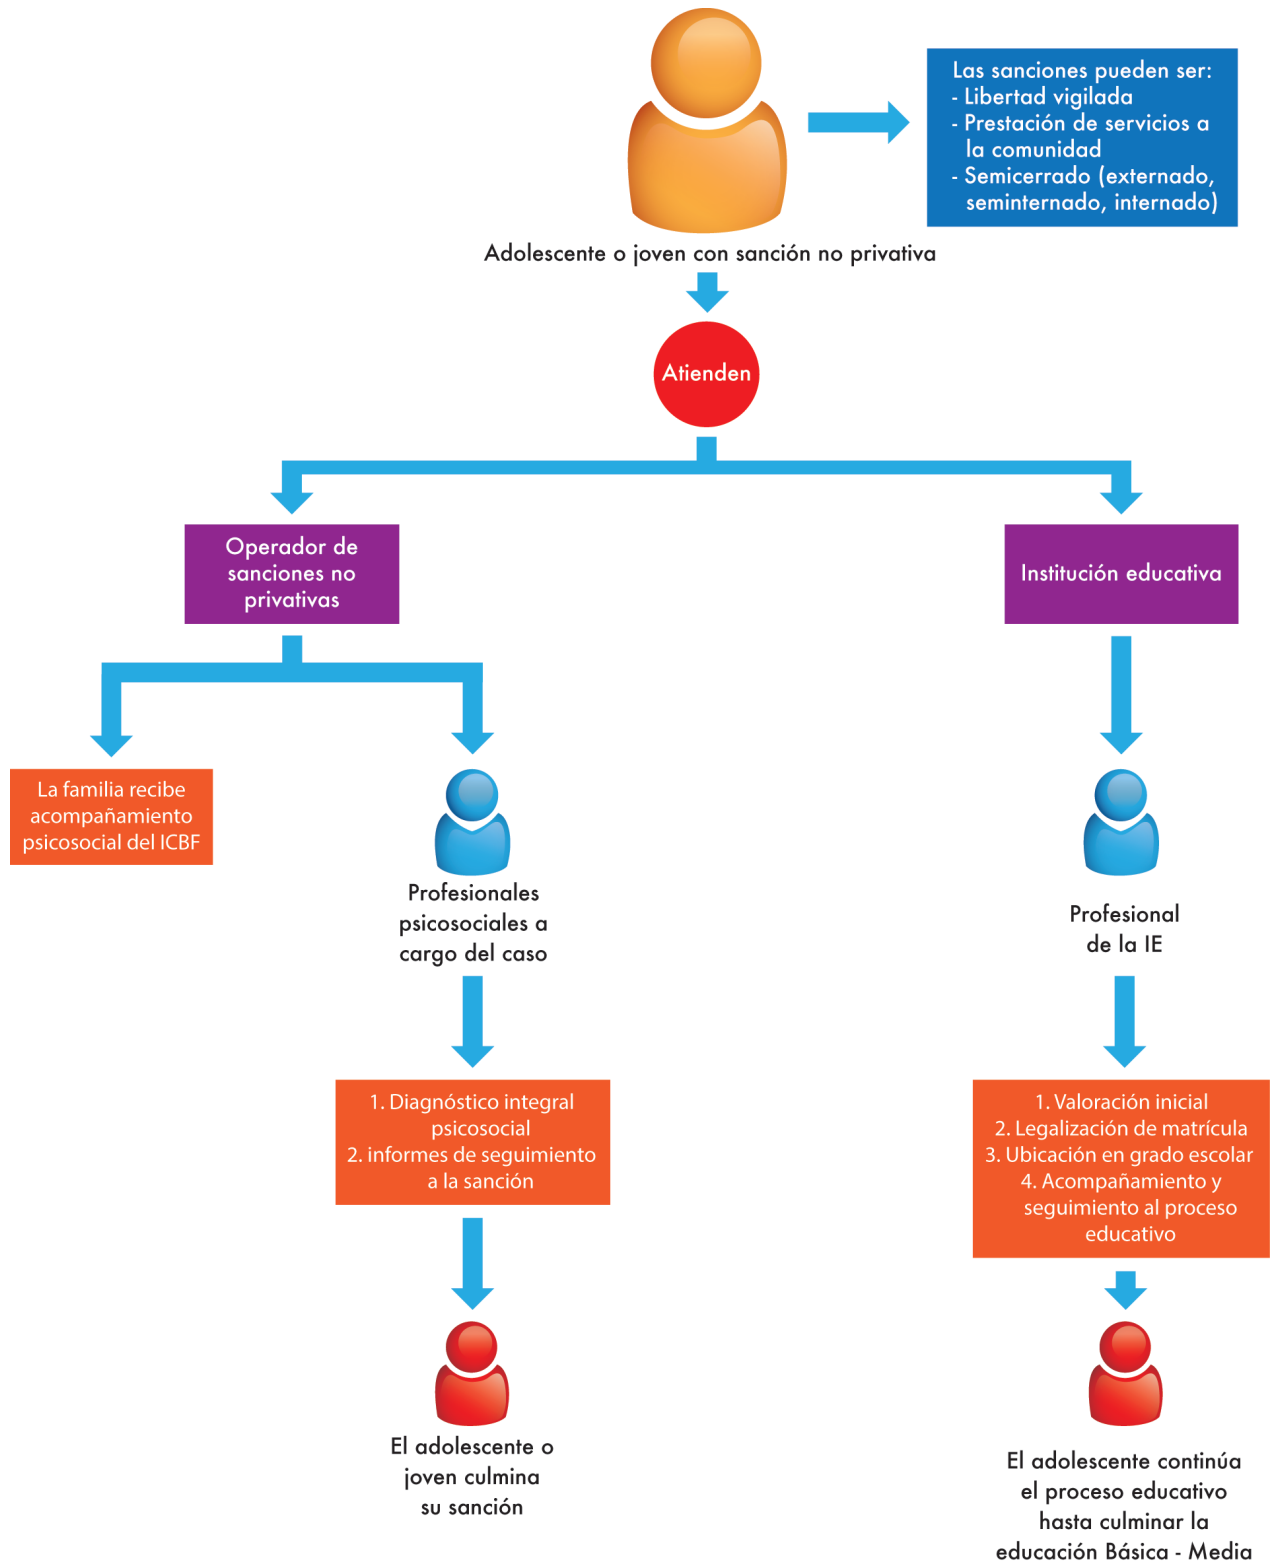 Las sanciones pueden ser:
- Libertad vigilada
- Prestación de servicios a
la comunidad
- Semicerrado (externado,
seminternado, internado)
Adolescente o joven con sanción no privativa
Atienden
Operador de
sanciones no
privativas
Institución educativa
La familia recibe
acompañamiento
psicosocial del ICBF
Profesionales
psicosociales a
cargo del caso
Profesional
de la IE
1. Diagnóstico integral
psicosocial
2. informes de seguimiento
a la sanción
1. Valoración inicial
2. Legalización de matrícula
3. Ubicación en grado escolar
4. Acompañamiento y
seguimiento al proceso
educativo
El adolescente o
joven culmina
su sanción
El adolescente continúa
el proceso educativo
hasta culminar la
educación Básica - Media